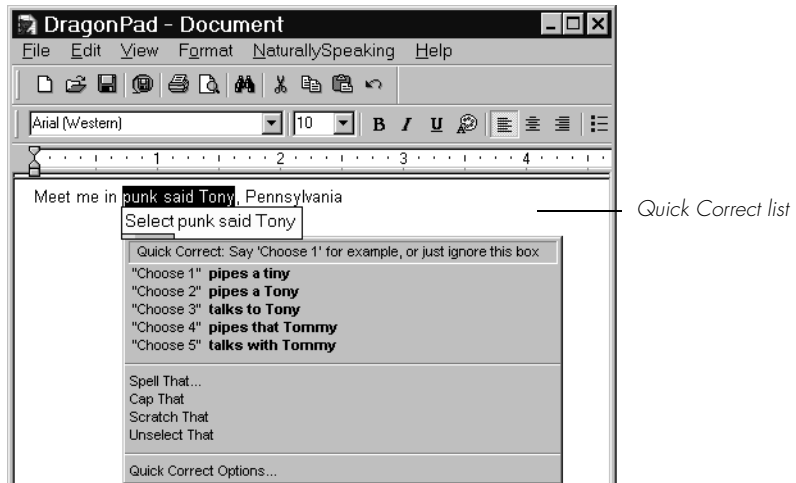 DragonPad - Document
File Edit View Format NaturallySpeaking Help
Arial (Western) 10 B I U
1 2 3 4
Meet me in punk said Tony, Pennsylvania
Select punk said Tony
Quick Correct list
Quick Correct: Say 'Choose 1' for example, or just ignore this box
"Choose 1" pipes a tiny
"Choose 2" pipes a Tony
"Choose 3" talks to Tony
"Choose 4" pipes that Tommy
"Choose 5" talks with Tommy
Spell That...
Cap That
Scratch That
Unselect That
Quick Correct Options...